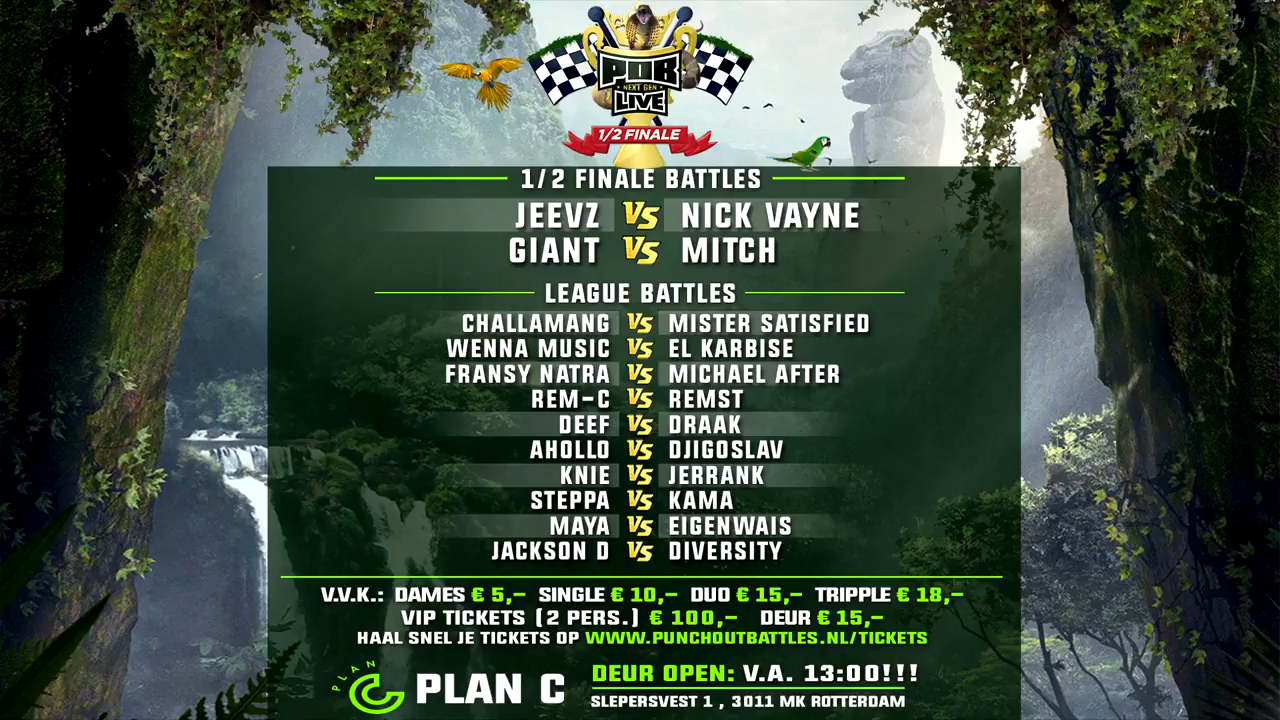 POB
NEXT GEN
LIVE
1/2 FINALE
1/2 FINALE BATTLES
JEEVZ VS NICK VAYNE
GIANT VS MITCH
LEAGUE BATTLES
CHALLAMANG VS MISTER SATISFIED
WENNA MUSIC VS EL KARBISE
FRANSY NATRA VS MICHAEL AFTER
REM-C VS REMST
DEEF VS DRAAK
AHOLLO VS DJIGOSLAV
KNIE VS JERRANK
STEPPA VS KAMA
MAYA VS EIGENWAIS
JACKSON D VS DIVERSITY
V.V.K.: DAMES € 5,- SINGLE € 10,- DUO € 15,- TRIPPLE € 18,-
VIP TICKETS (2 PERS.) € 100,- DEUR € 15,-
HAAL SNEL JE TICKETS OP WWW.PUNCHOUTBATTLES.NL/TICKETS
PLAN
PLAN C
DEUR OPEN: V.A. 13:00!!!
SLEPERSVEST 1 , 3011 MK ROTTERDAM